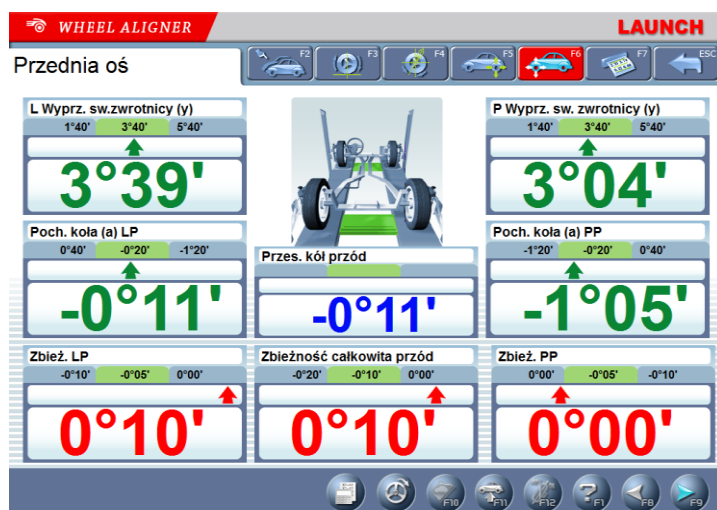 WHEEL ALIGNER
LAUNCH
Przednia oś
F2 F3 F4 F5 F6 F7 ESC
L Wyprz. sw.zwrotnicy (y)
1°40' 3°40' 5°40'
3°39'
P Wyprz. sw. zwrotnicy (y)
1°40' 3°40' 5°40'
3°04'
Poch. koła (a) LP
0°40' -0°20' -1°20'
-0°11'
Przes. kół przód
-0°11'
Poch. koła (a) PP
-1°20' -0°20' 0°40'
-1°05'
Zbież. LP
-0°10' -0°05' 0°00'
0°10'
Zbieżność całkowita przód
-0°20' -0°10' 0°00'
0°10'
Zbież. PP
0°00' -0°05' -0°10'
0°00'
F10 F11 F12 F1 F8 F9